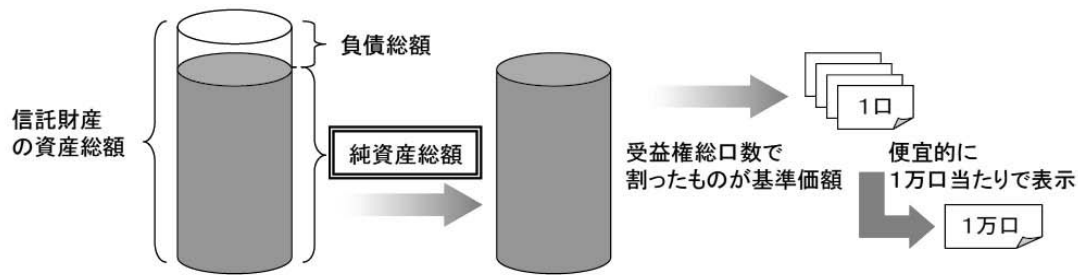 負債総額
信託財産
の資産総額
純資産総額
受益権総口数で
割ったものが基準価額
1口
便宜的に
1万口当たりで表示
1万口